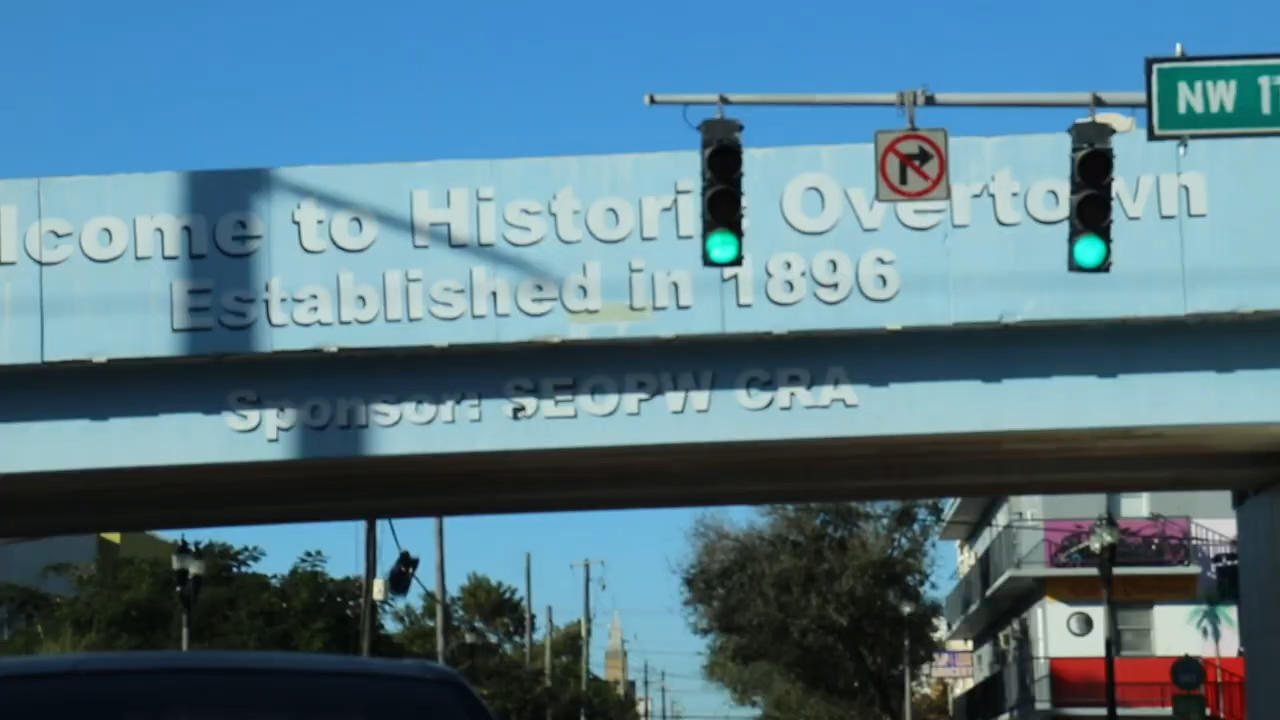 lcome to Histori Overtown
Established in 1896
Sponsor: SEOPW CRA
NW 1